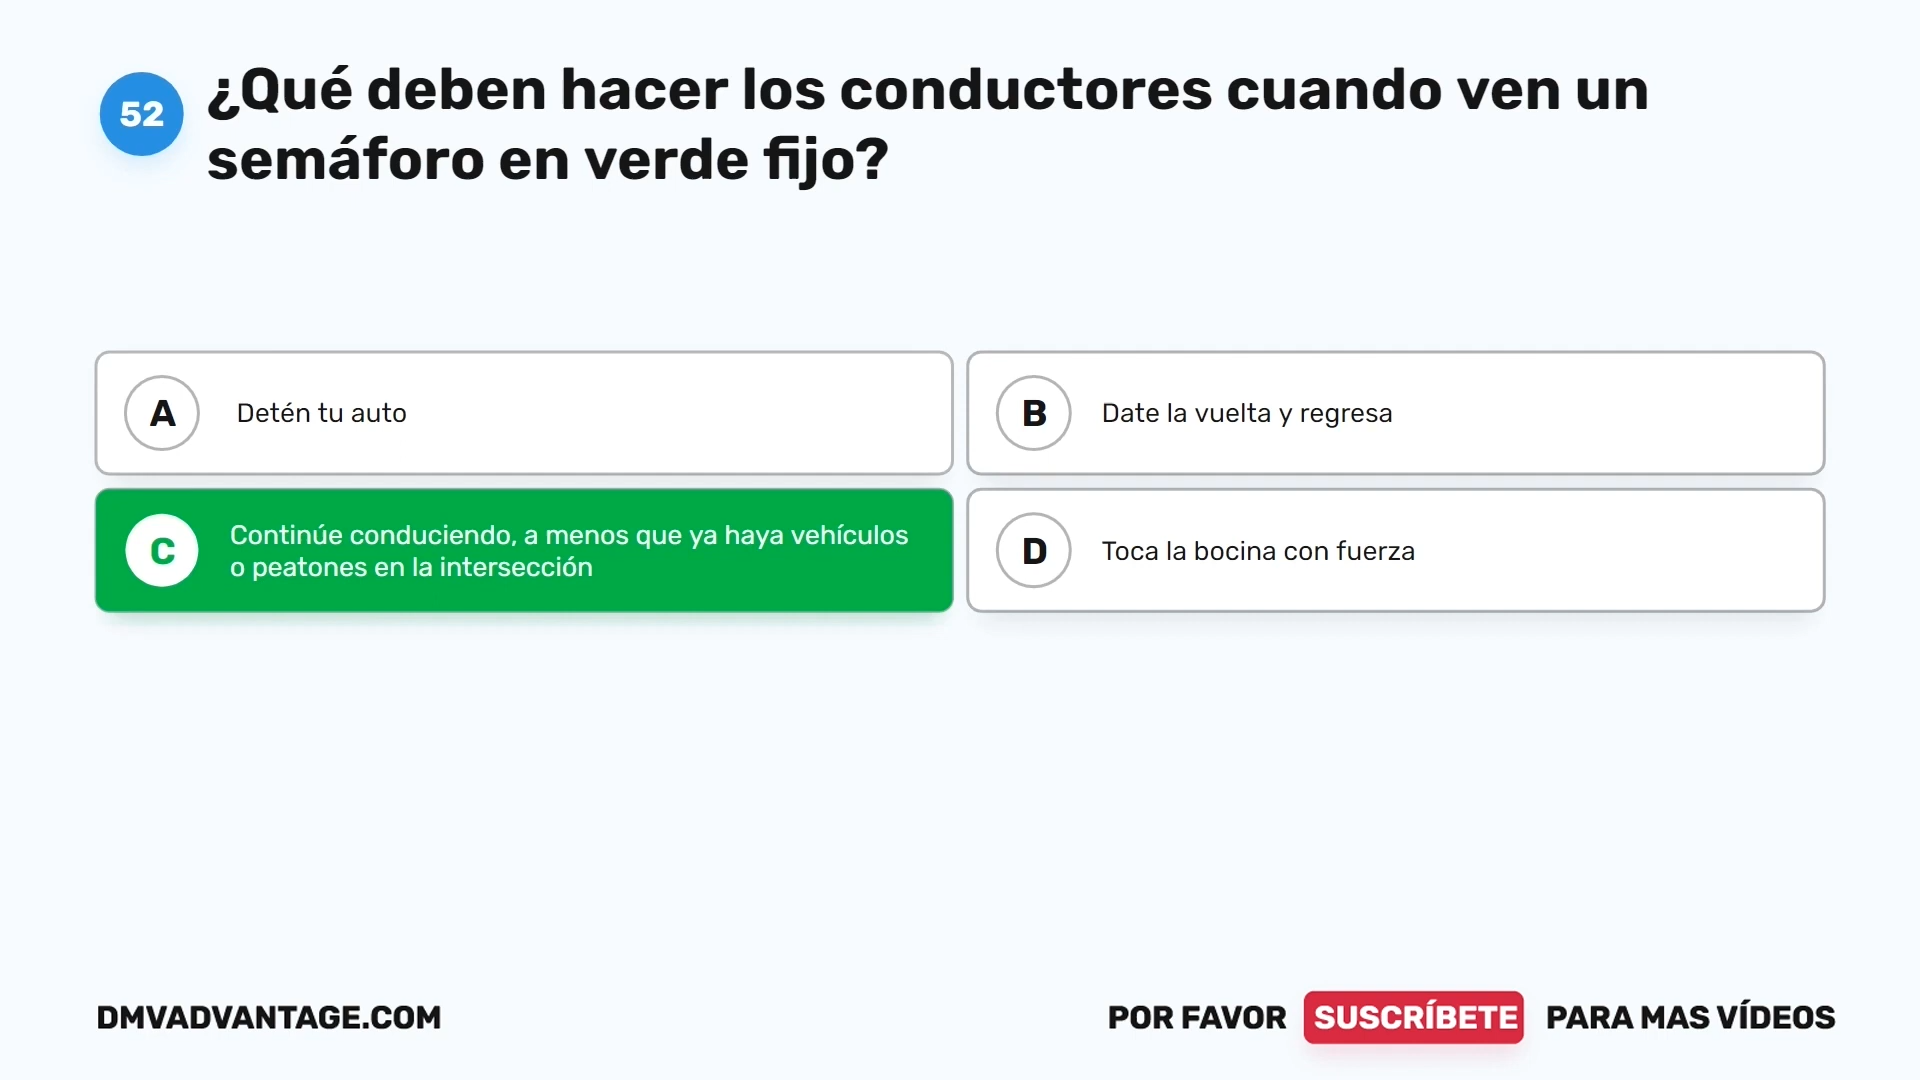 52
¿Qué deben hacer los conductores cuando ven un
semáforo en verde fijo?
A
Detén tu auto
B
Date la vuelta y regresa
C
Continúe conduciendo, a menos que ya haya vehículos
o peatones en la intersección
D
Toca la bocina con fuerza
DMVADVANTAGE.COM
POR FAVOR SUSCRÍBETE PARA MAS VÍDEOS